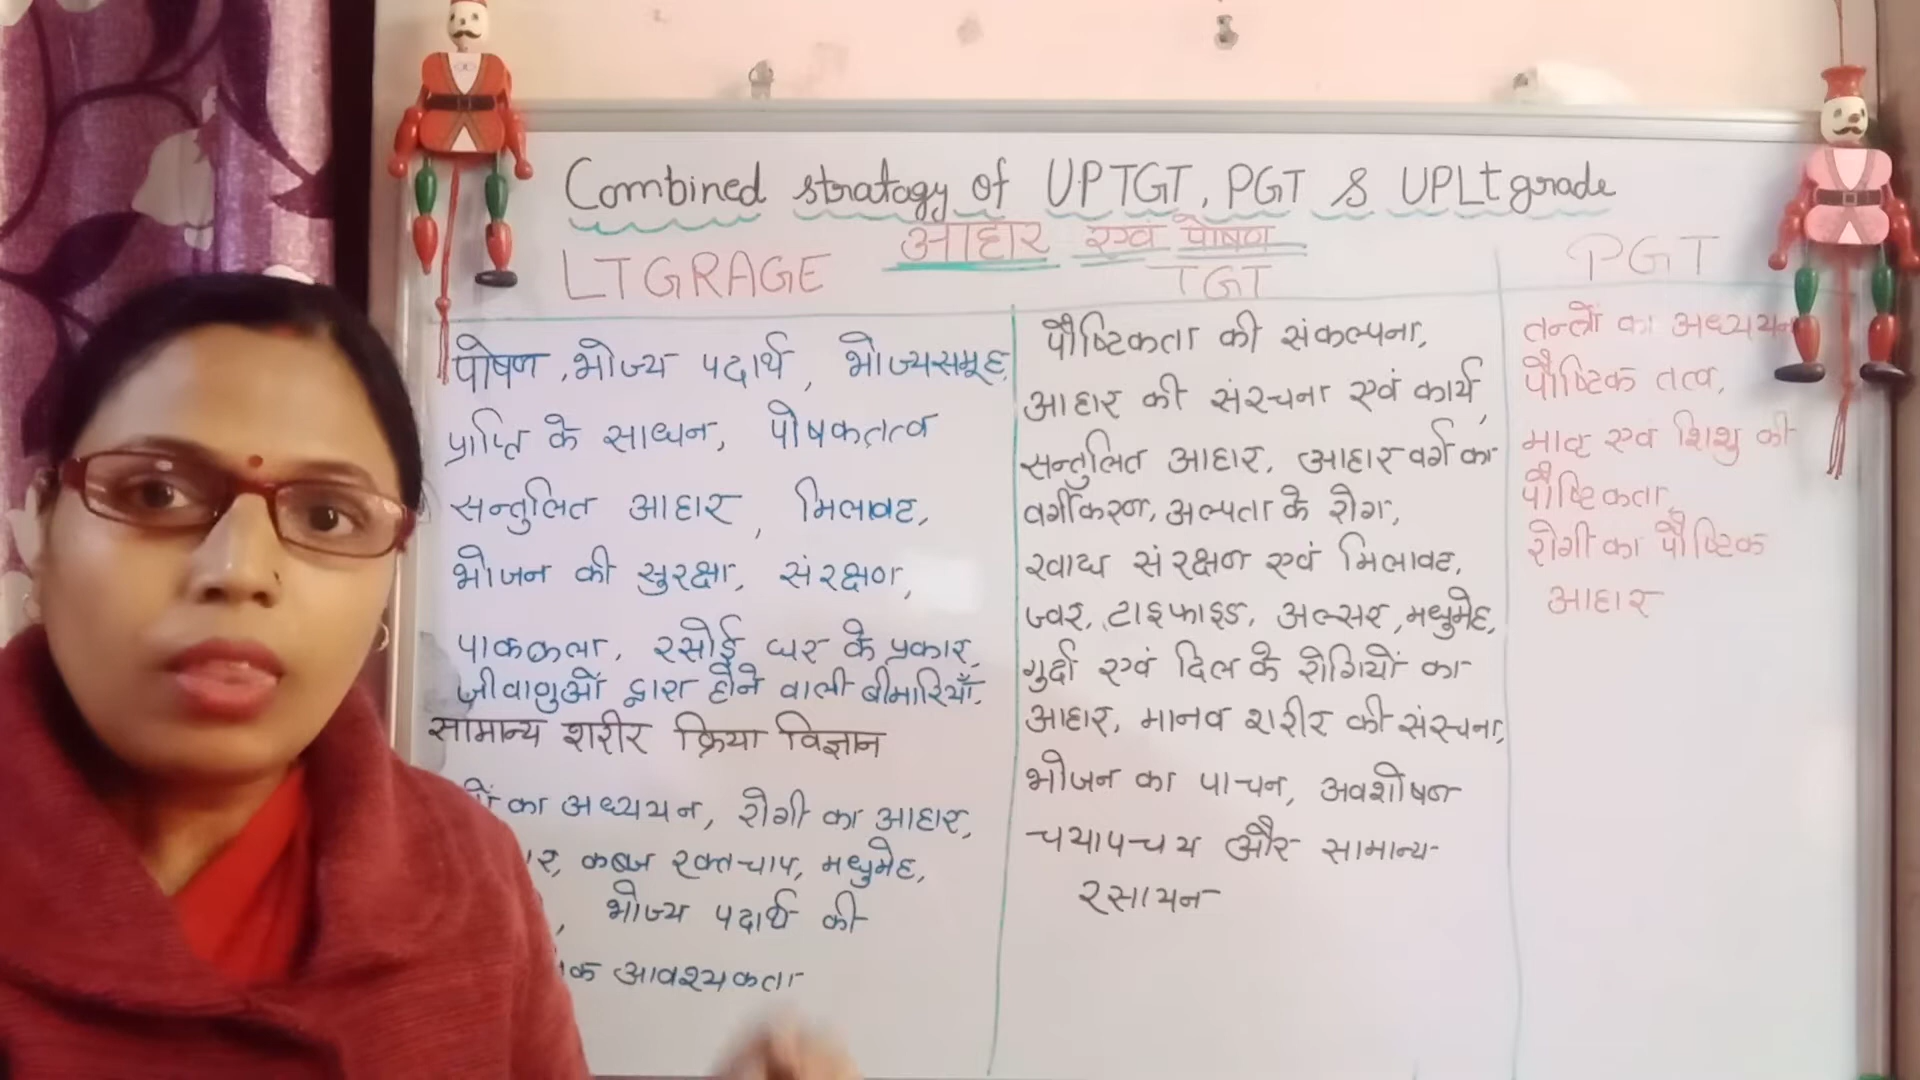 Combined stratagy of UPTGT, PGT & UPLt grade
आहार एवं पोषण
LTGRAGE
पोषण, भोज्य पदार्थ, भोज्यसमूह,
प्राप्ति के साधन, पोषकतत्व
सन्तुलित आहार, मिलावट,
भोजन की सुरक्षा, संरक्षण,
पाककला, रसोई घर के प्रकार,
जीवाणुओं द्वारा होने वाली बीमारियाँ.
सामान्य शरीर क्रिया विज्ञान
का अध्ययन, रोगी का आहार,
कब्ज रक्तचाप, मधुमेह,
, भोज्य पदार्थ की
आवश्यकता
TGT
पौष्टिकता की संकल्पना,
आहार की संरचना एवं कार्य,
सन्तुलित आहार, आहार वर्ग का
वर्गीकरण, अल्पता के रोग,
खाद्य संरक्षण एवं मिलावट,
ज्वर, टाइफाइड, अल्सर, मधुमेह,
गुर्दा एवं दिल के रोगियों का
आहार, मानव शरीर की संरचना,
भोजन का पाचन, अवशोषण
चयापचय और सामान्य
रसायन
PGT
तन्त्रों का अध्ययन
पौष्टिक तत्व,
मातृ एवं शिशु की
पौष्टिकता,
रोगी का पौष्टिक
आहार